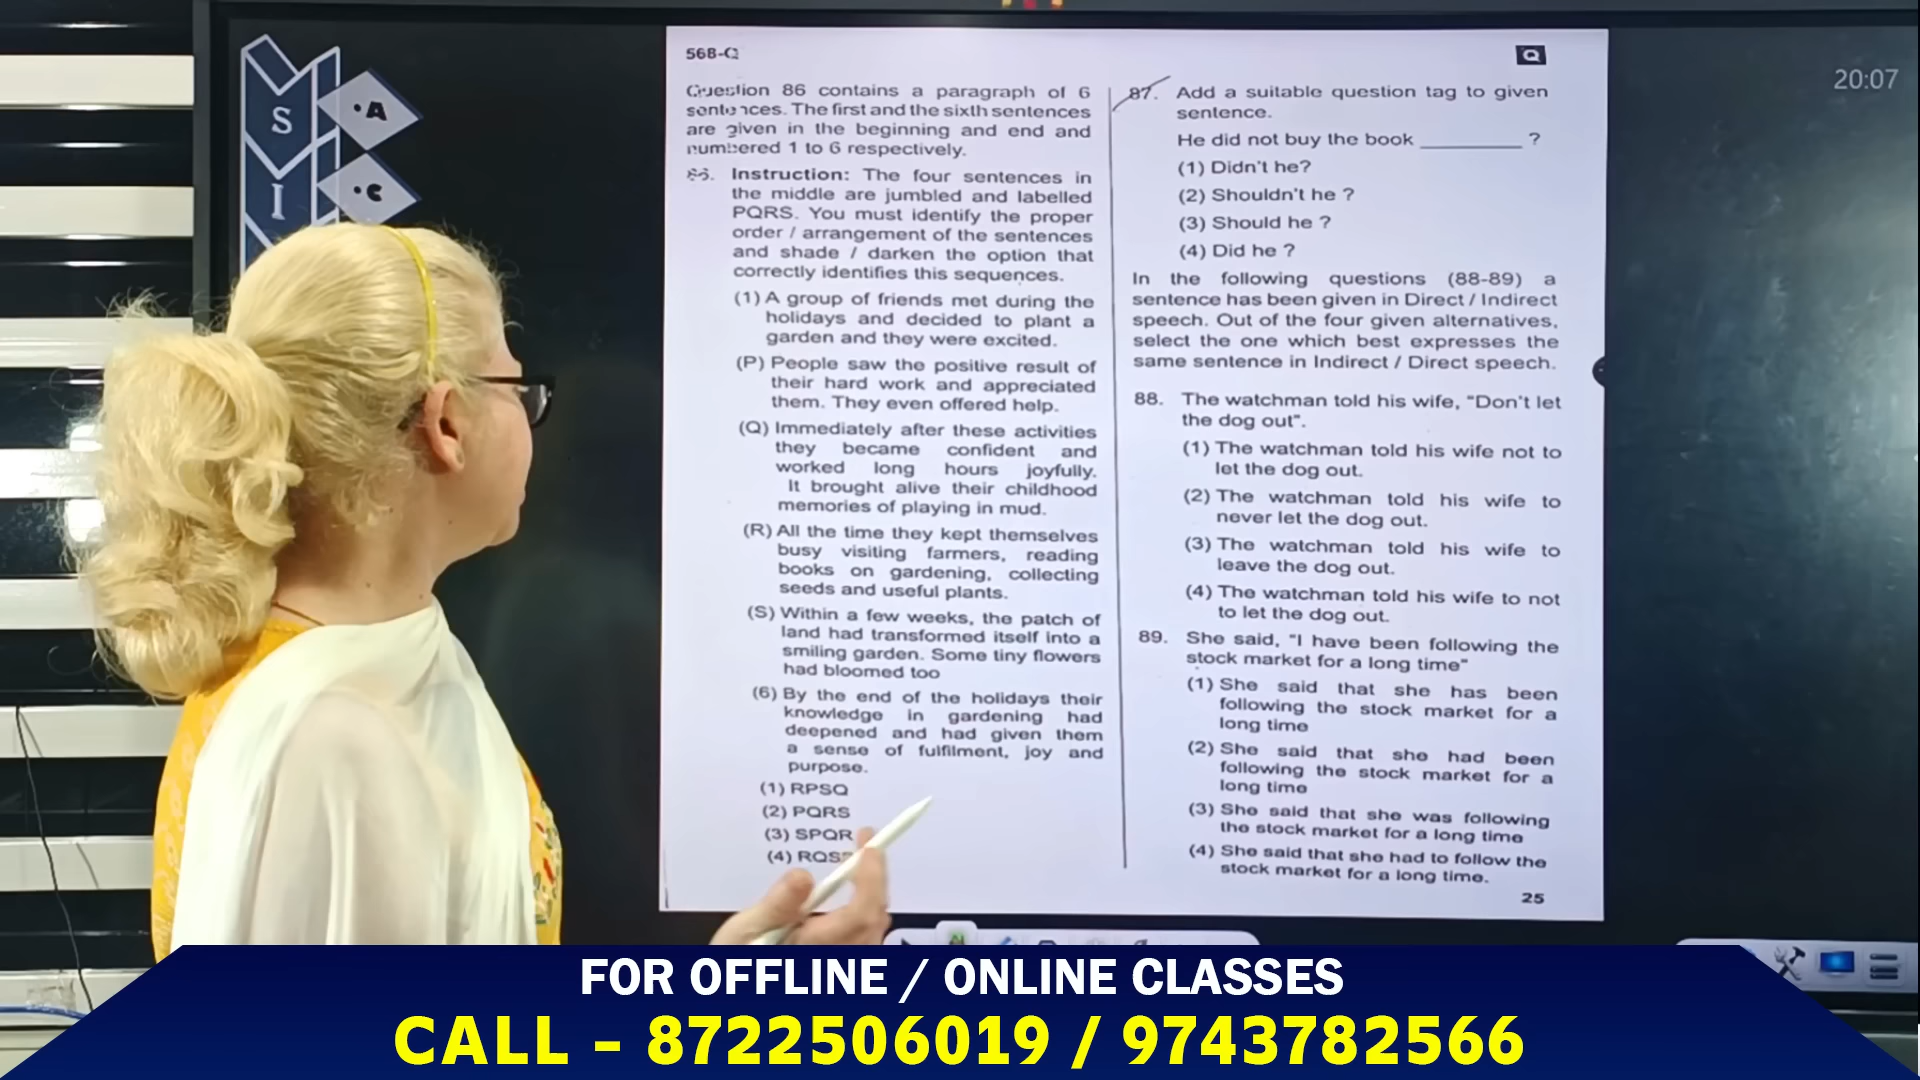 20:07
S
I
·A
·C
568-Q
Q
Question 86 contains a paragraph of 6
sentences. The first and the sixth sentences
are given in the beginning and end and
numbered 1 to 6 respectively.
86. Instruction: The four sentences in
the middle are jumbled and labelled
PQRS. You must identify the proper
order / arrangement of the sentences
and shade / darken the option that
correctly identifies this sequences.
(1) A group of friends met during the
holidays and decided to plant a
garden and they were excited.
(P) People saw the positive result of
their hard work and appreciated
them. They even offered help.
(Q) Immediately after these activities
they became confident and
worked long hours joyfully.
It brought alive their childhood
memories of playing in mud.
(R) All the time they kept themselves
busy visiting farmers, reading
books on gardening, collecting
seeds and useful plants.
(S) Within a few weeks, the patch of
land had transformed itself into a
smiling garden. Some tiny flowers
had bloomed too
(6) By the end of the holidays their
knowledge in gardening had
deepened and had given them
a sense of fulfilment, joy and
purpose.
(1) RPSQ
(2) PQRS
(3) SPQR
(4) RQS
87. Add a suitable question tag to given
sentence.
He did not buy the book ________ ?
(1) Didn't he?
(2) Shouldn't he ?
(3) Should he ?
(4) Did he ?
In the following questions (88-89) a
sentence has been given in Direct / Indirect
speech. Out of the four given alternatives,
select the one which best expresses the
same sentence in Indirect / Direct speech.
88. The watchman told his wife, "Don't let
the dog out".
(1) The watchman told his wife not to
let the dog out.
(2) The watchman told his wife to
never let the dog out.
(3) The watchman told his wife to
leave the dog out.
(4) The watchman told his wife to not
to let the dog out.
89. She said, "I have been following the
stock market for a long time"
(1) She said that she has been
following the stock market for a
long time
(2) She said that she had been
following the stock market for a
long time
(3) She said that she was following
the stock market for a long time
(4) She said that she had to follow the
stock market for a long time.
25
FOR OFFLINE / ONLINE CLASSES
CALL – 8722506019 / 9743782566